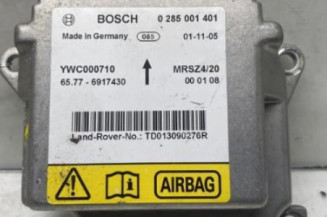 BOSCH 0 285 001 401
Made in Germany 065 01-11-05
YWC000710 MRSZ4/20
65.77 - 6917430 00 01 08
Land-Rover-No.: TD013090276R
AIRBAG